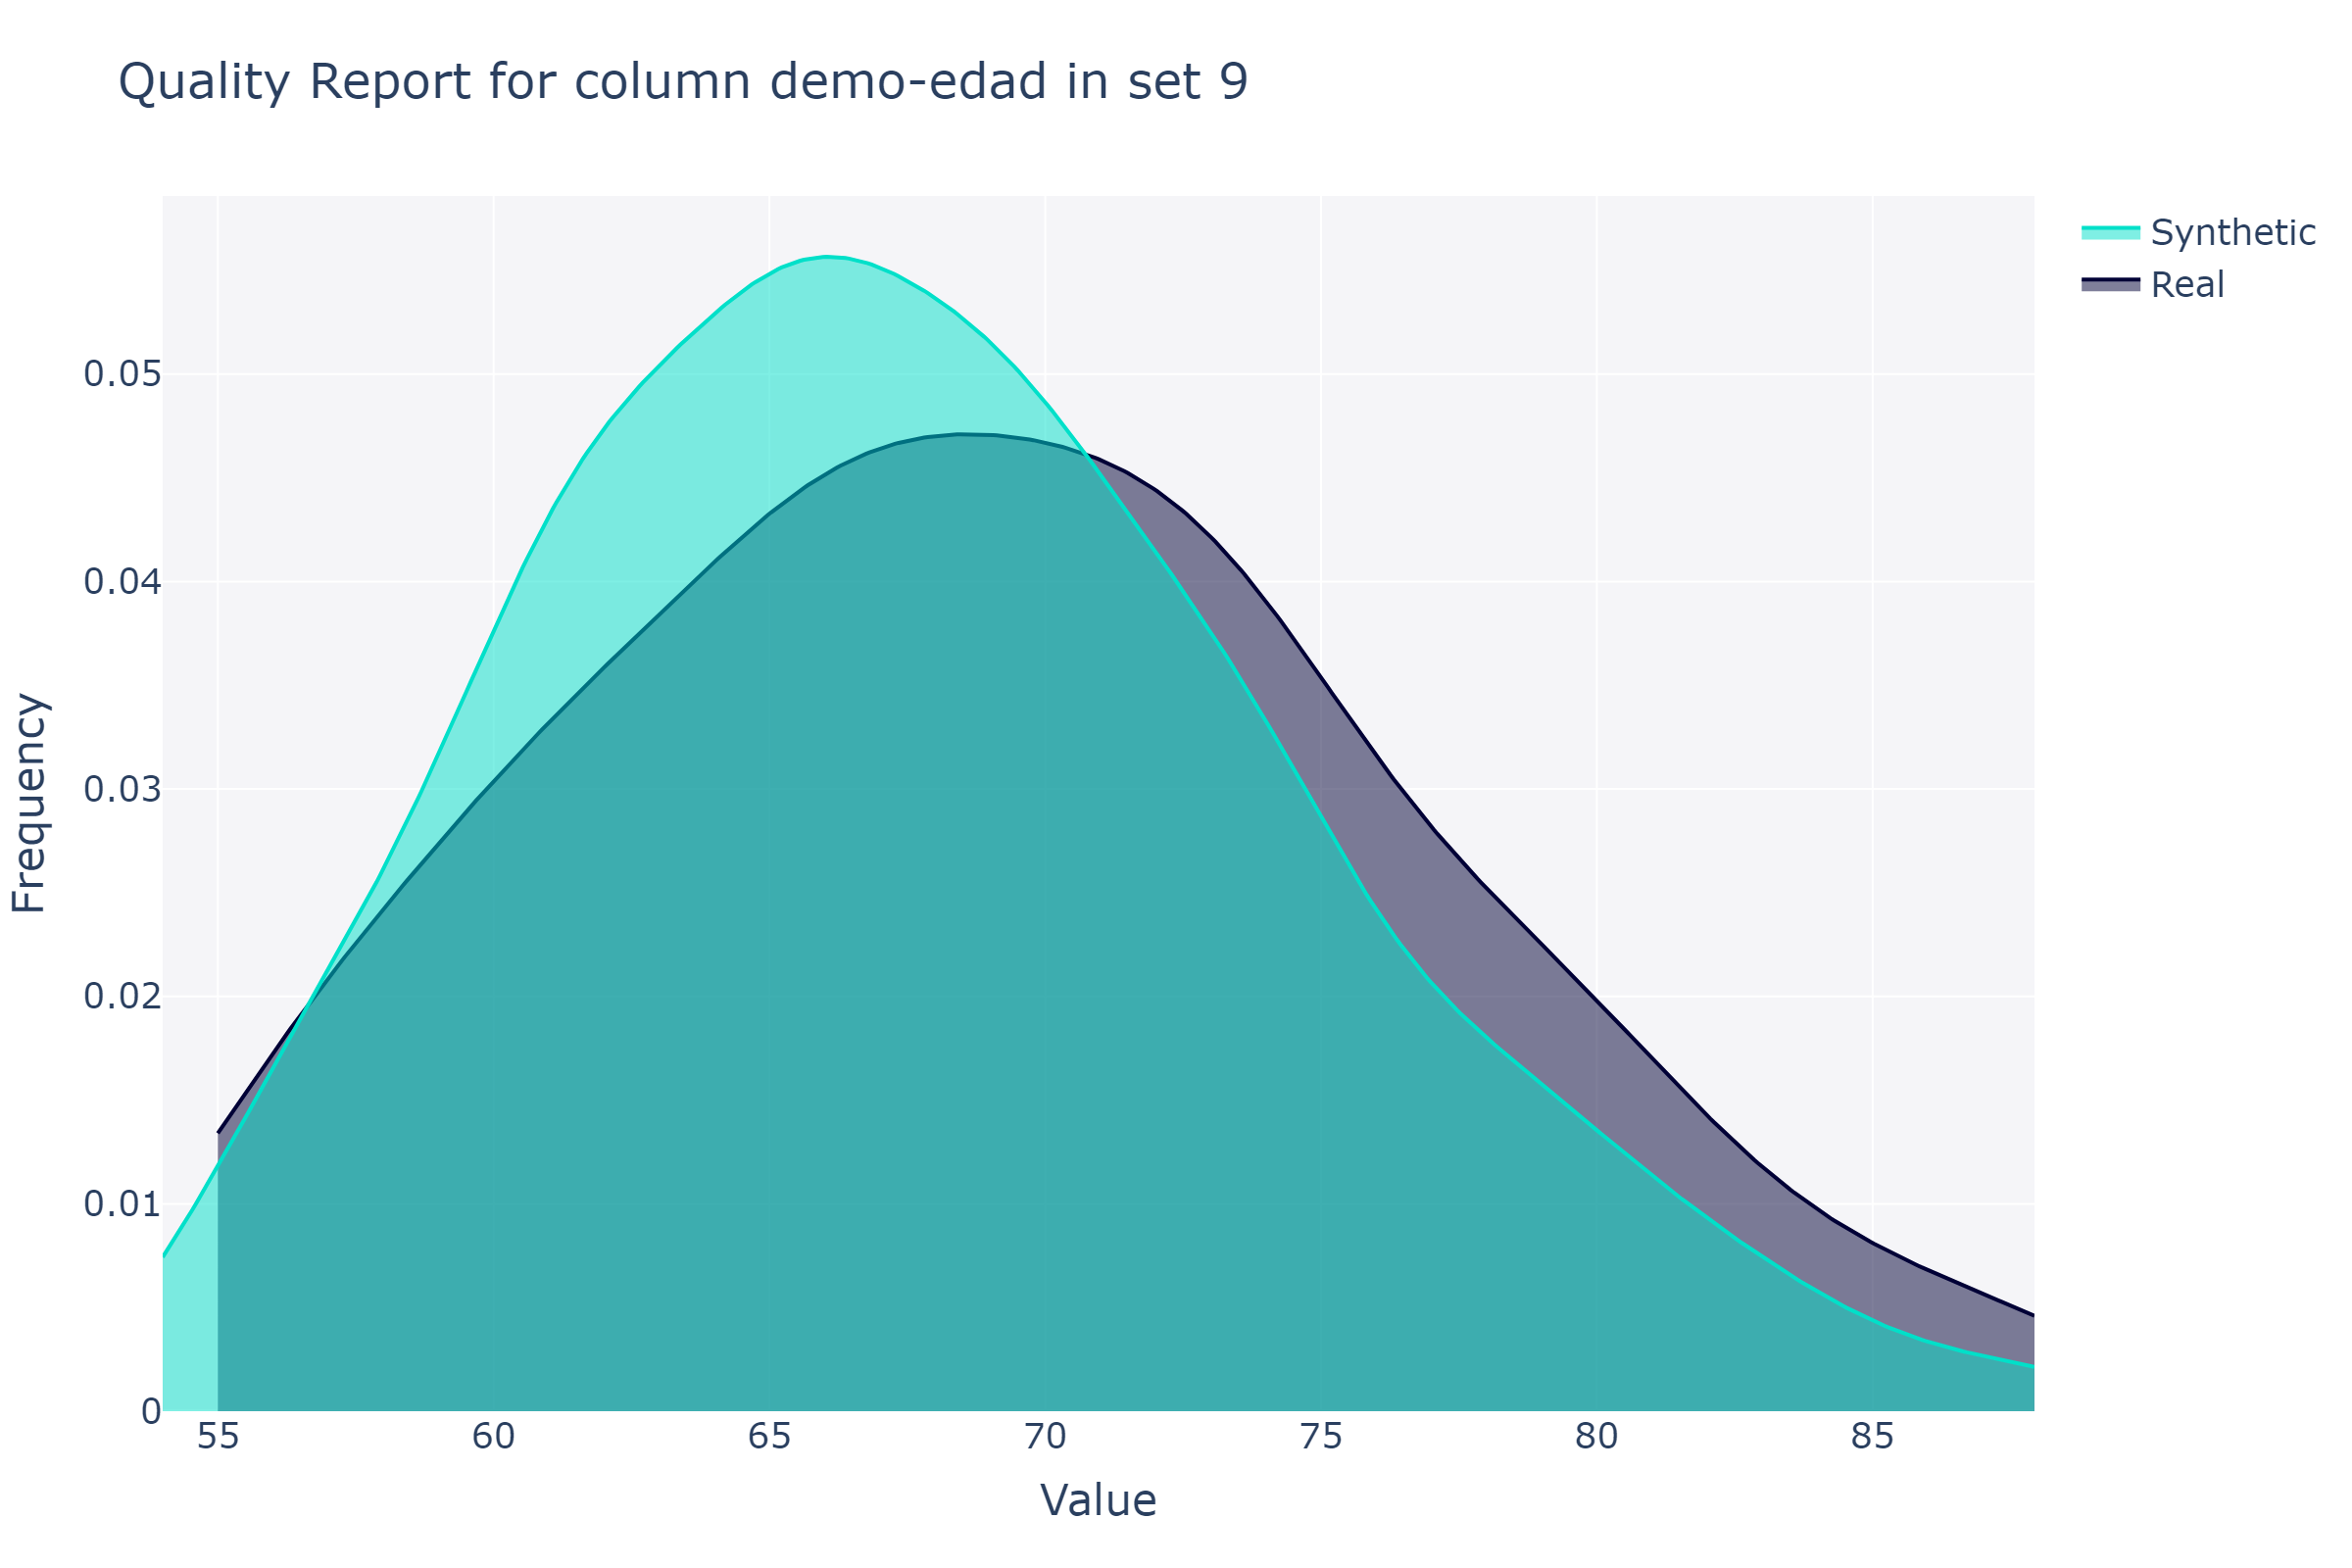 Quality Report for column demo-edad in set 9
Synthetic
Real
Frequency
0.05
0.04
0.03
0.02
0.01
0
55 60 65 70 75 80 85
Value